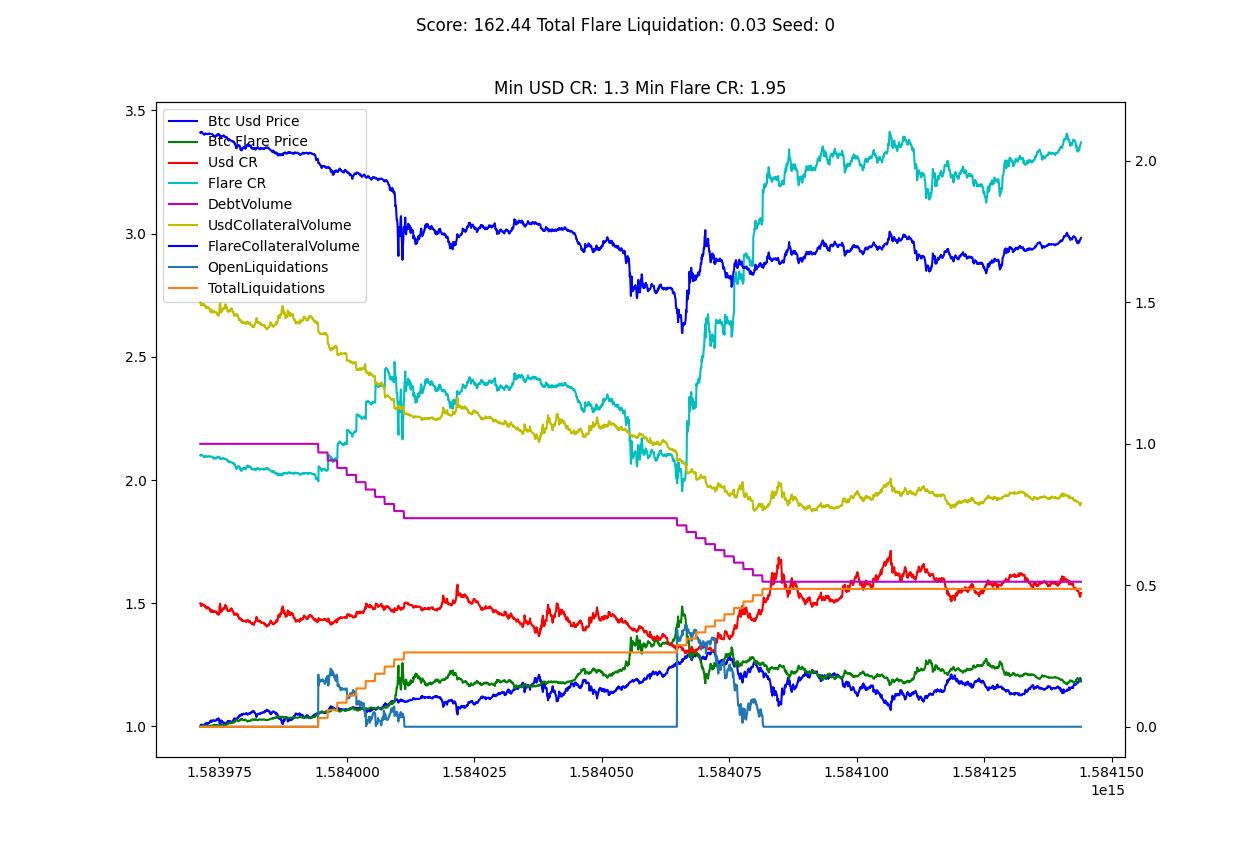 Score: 162.44 Total Flare Liquidation: 0.03 Seed: 0
Min USD CR: 1.3 Min Flare CR: 1.95
3.5
3.0
2.5
2.0
1.5
1.0
Btc Usd Price
Btc Flare Price
Usd CR
Flare CR
DebtVolume
UsdCollateralVolume
FlareCollateralVolume
OpenLiquidations
TotalLiquidations
2.0
1.5
1.0
0.5
0.0
1.583975 1.584000 1.584025 1.584050 1.584075 1.584100 1.584125 1.584150
1e15